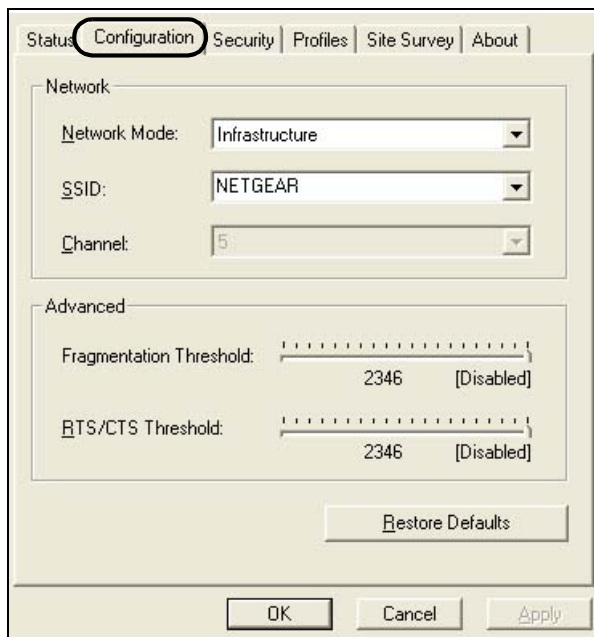 Status Configuration Security Profiles Site Survey About
Network
Network Mode: Infrastructure
SSID: NETGEAR
Channel: 5
Advanced
Fragmentation Threshold:
2346 [Disabled]
RTS/CTS Threshold:
2346 [Disabled]
Restore Defaults
OK Cancel Apply